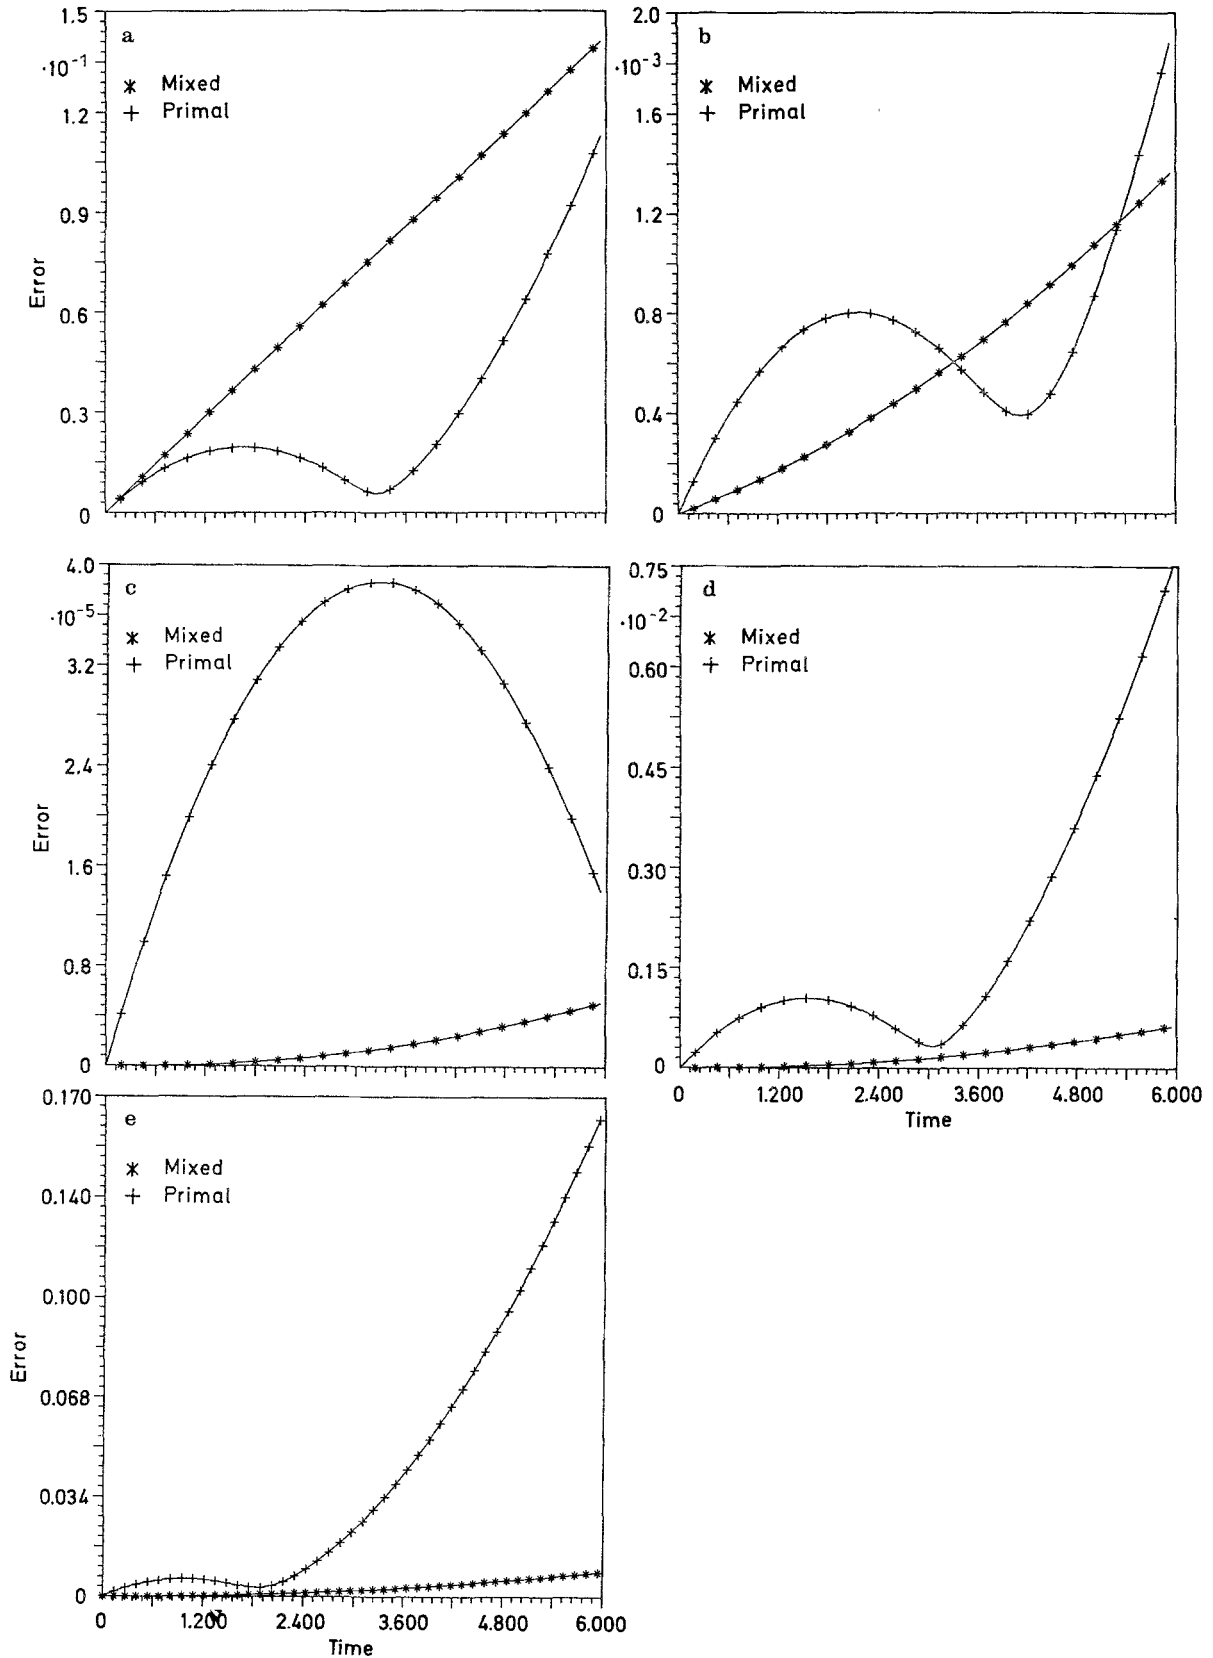 a
1.5
·10⁻¹
1.2
0.9
0.6
0.3
0
Error
Mixed
Primal
b
2.0
·10⁻³
1.6
1.2
0.8
0.4
0
Mixed
Primal
c
4.0
·10⁻⁵
3.2
2.4
1.6
0.8
0
Error
Mixed
Primal
d
0.75
·10⁻²
0.60
0.45
0.30
0.15
0
Mixed
Primal
0 1.200 2.400 3.600 4.800 6.000
Time
e
0.170
0.140
0.100
0.068
0.034
0
Error
Mixed
Primal
0 1.200 2.400 3.600 4.800 6.000
Time